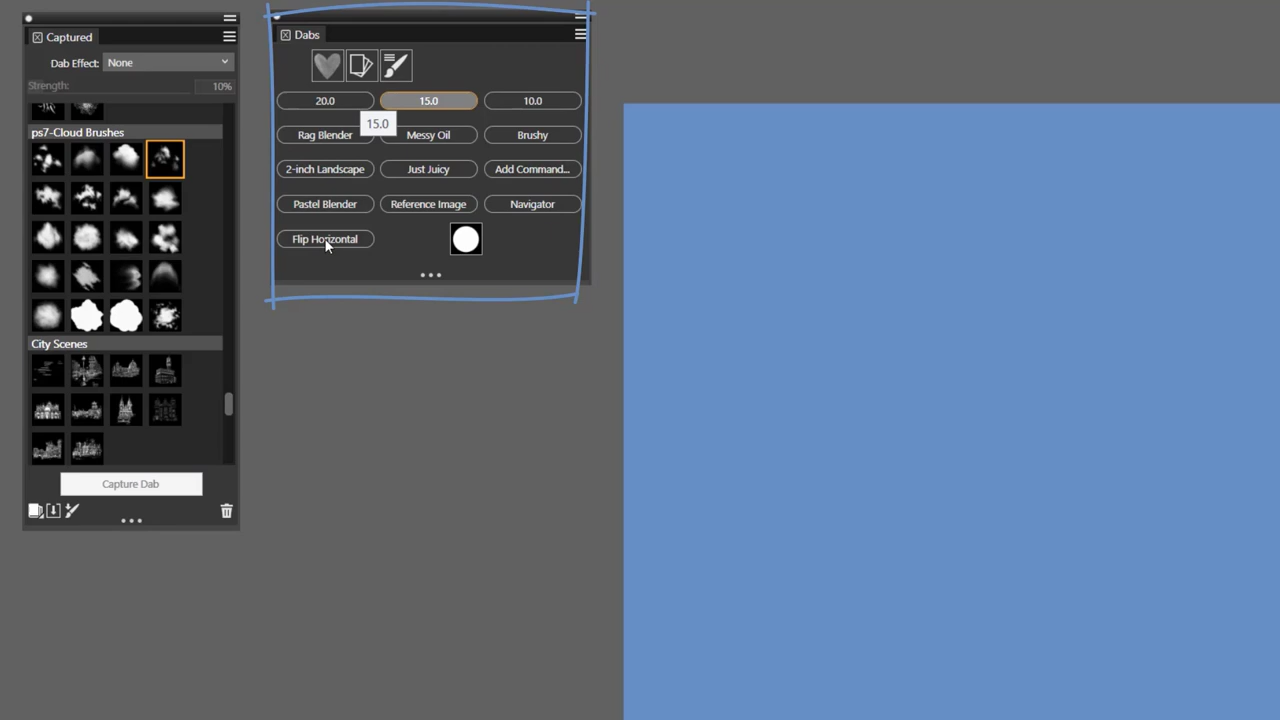 Captured
Dab Effect: None
Strength: 10%
ps7-Cloud Brushes
City Scenes
Capture Dab
Dabs
20.0 15.0 10.0
15.0
Rag Blender Messy Oil Brushy
2-inch Landscape Just Juicy Add Command...
Pastel Blender Reference Image Navigator
Flip Horizontal